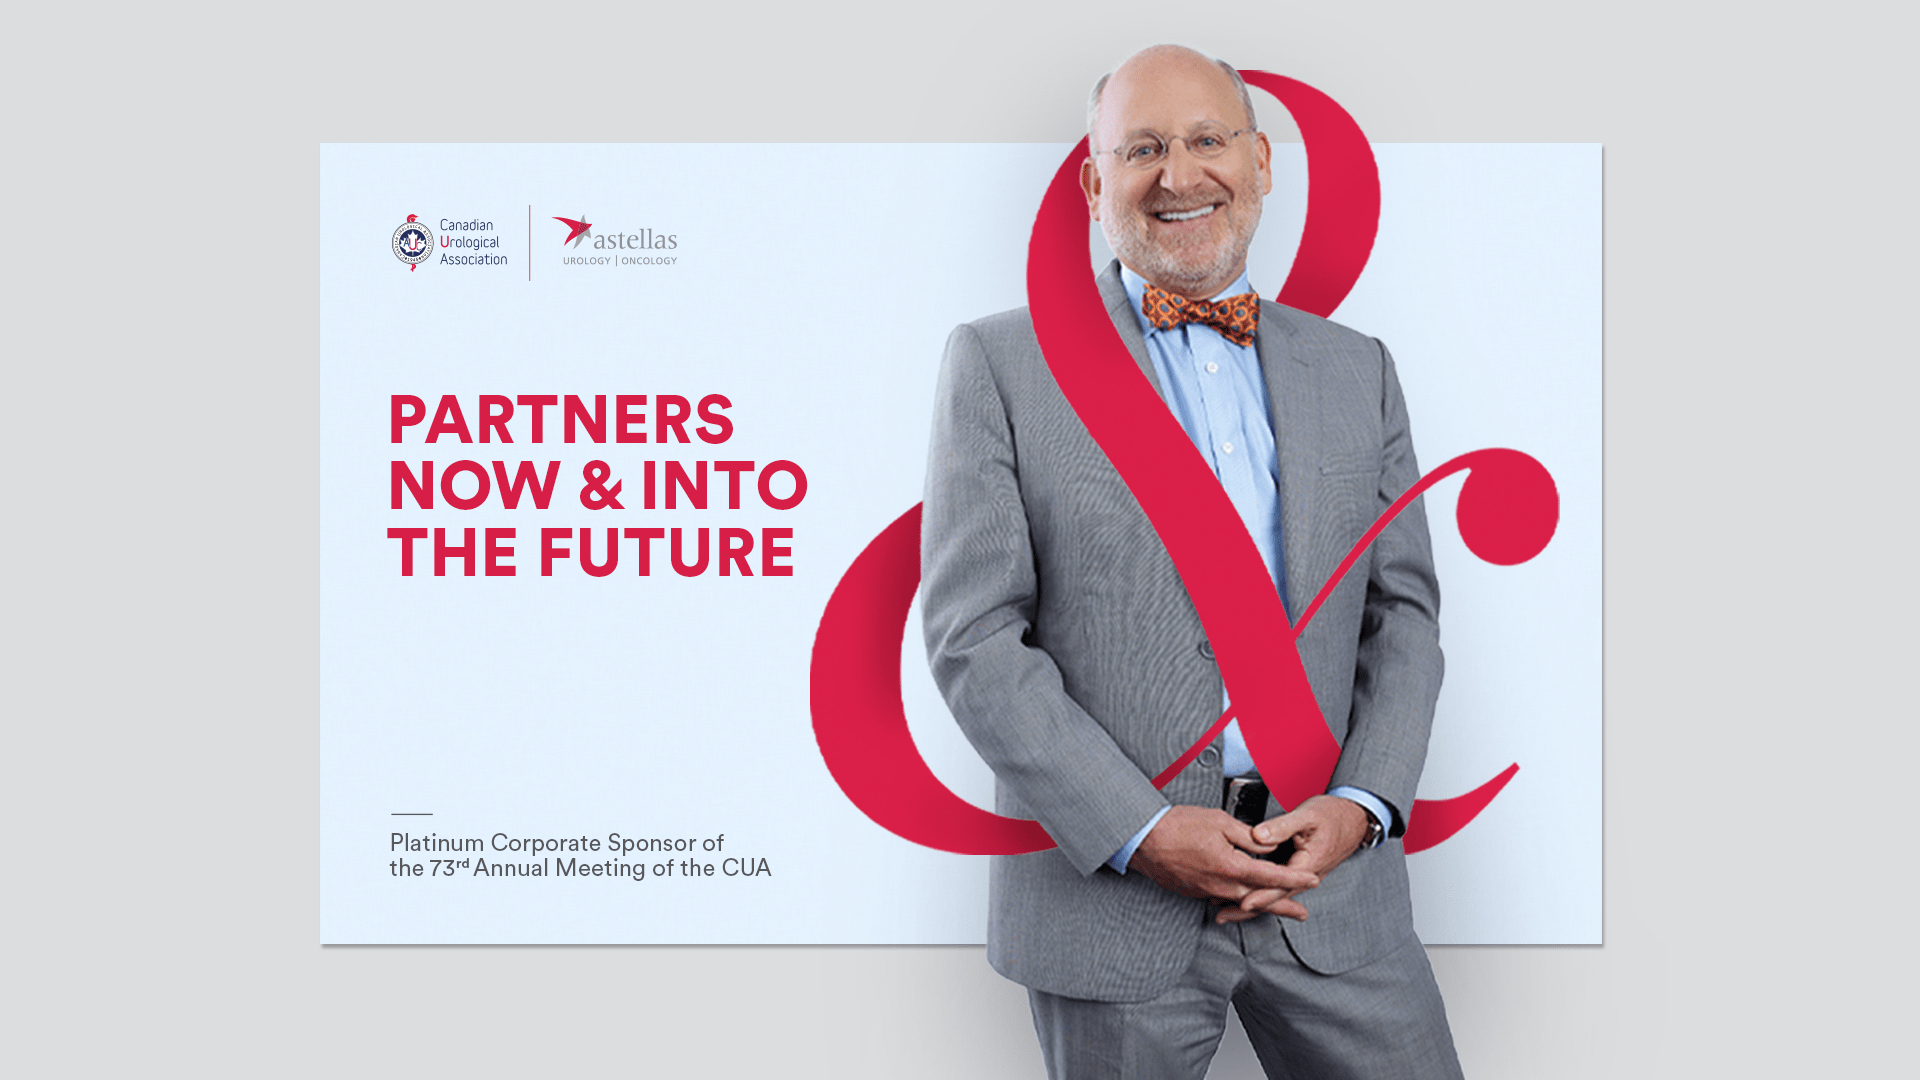 Canadian
Urological
Association
astellas
UROLOGY | ONCOLOGY
PARTNERS
NOW & INTO
THE FUTURE
Platinum Corporate Sponsor of
the 73rd Annual Meeting of the CUA